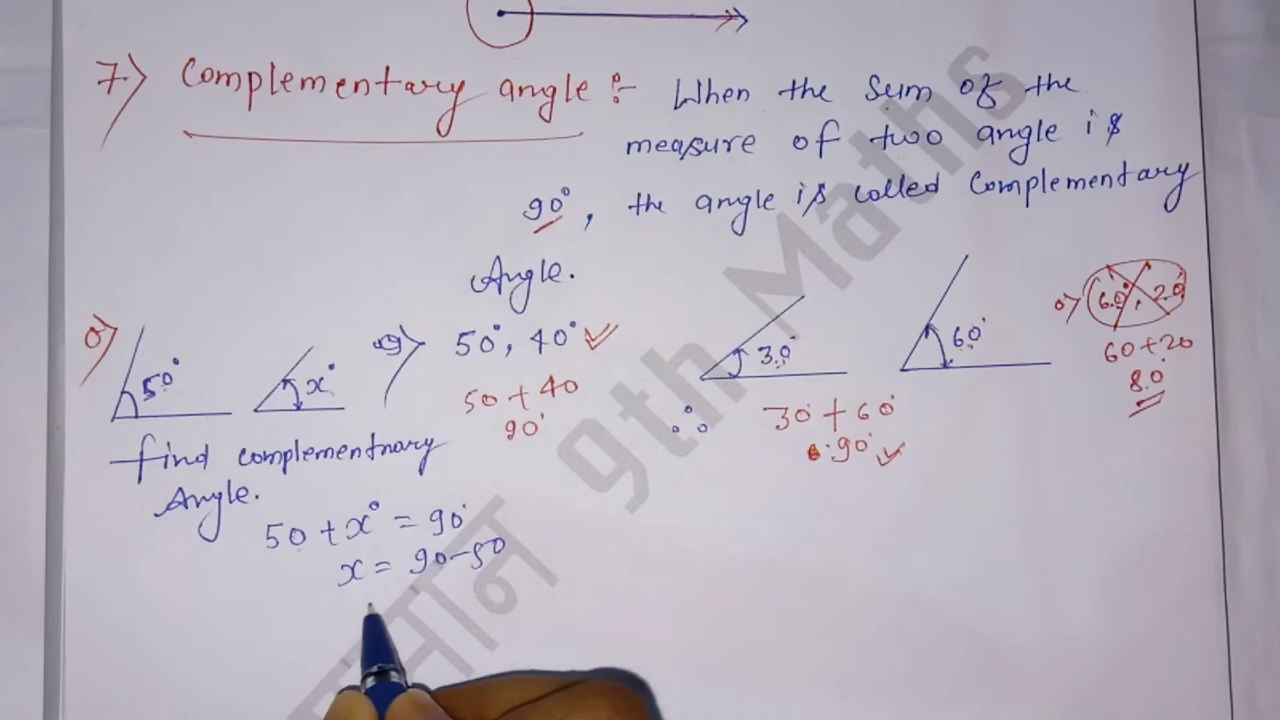 7) Complementary angle :- When the sum of the
measure of two angle is
90°, the angle is called Complementary
Angle.
50° x°
Find complementnary
Angle.
50 + x° = 90°
x = 90-50
50°, 40° ✓
50 + 40
90°
30° 60°
∴ 30° + 60°
90° ✓
60°, 20°
60+20
80
मान 9th Maths